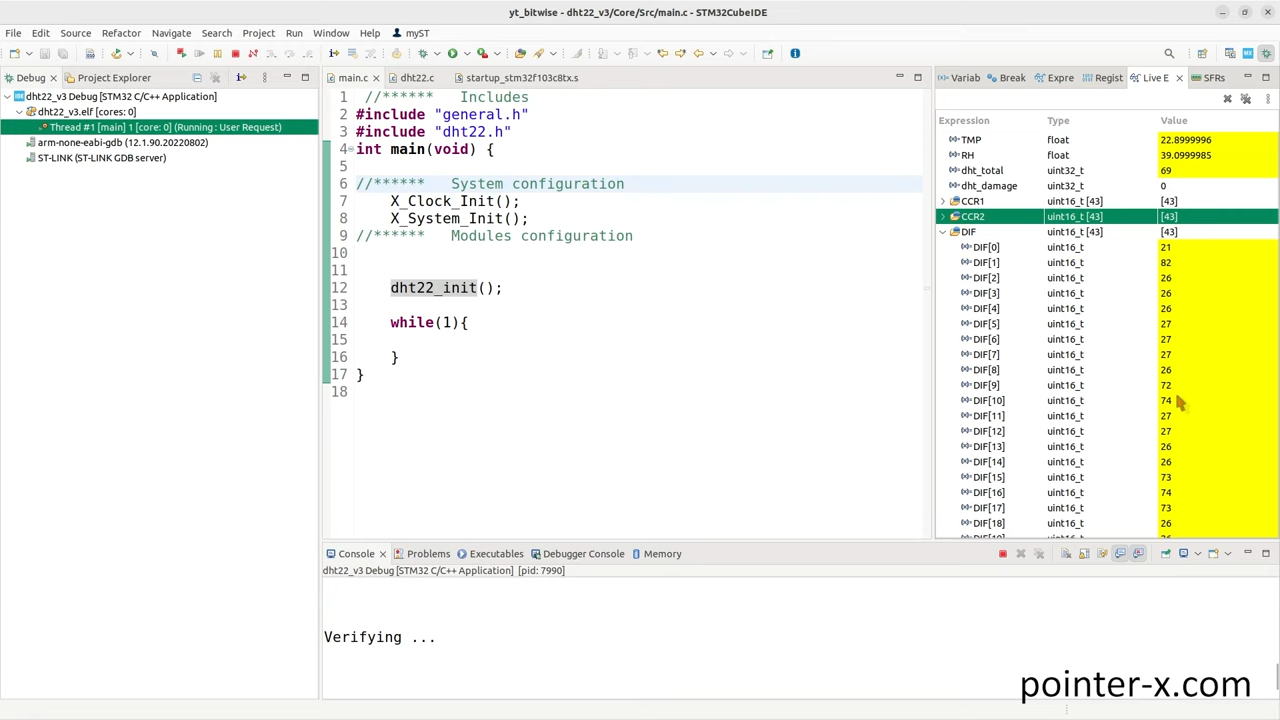 yt_bitwise - dht22_v3/Core/Src/main.c - STM32CubeIDE
File Edit Source Refactor Navigate Search Project Run Window Help myST
Debug Project Explorer
dht22_v3 Debug [STM32 C/C++ Application]
dht22_v3.elf [cores: 0]
Thread #1 [main] 1 [core: 0] (Running : User Request)
arm-none-eabi-gdb (12.1.90.20220802)
ST-LINK (ST-LINK GDB server)
main.c dht22.c startup_stm32f103c8tx.s
1 //****** Includes
2 #include "general.h"
3 #include "dht22.h"
4 int main(void) {
5
6 //****** System configuration
7 X_Clock_Init();
8 X_System_Init();
9 //****** Modules configuration
10
11
12 dht22_init();
13
14 while(1){
15
16 }
17 }
18
Variab Break Expre Regist Live E SFRs
Expression Type Value
TMP float 22.8999996
RH float 39.0999985
dht_total uint32_t 69
dht_damage uint32_t 0
CCR1 uint16_t [43] [43]
CCR2 uint16_t [43] [43]
DIF uint16_t [43] [43]
DIF[0] uint16_t 21
DIF[1] uint16_t 82
DIF[2] uint16_t 26
DIF[3] uint16_t 26
DIF[4] uint16_t 26
DIF[5] uint16_t 27
DIF[6] uint16_t 27
DIF[7] uint16_t 27
DIF[8] uint16_t 26
DIF[9] uint16_t 72
DIF[10] uint16_t 74
DIF[11] uint16_t 27
DIF[12] uint16_t 27
DIF[13] uint16_t 26
DIF[14] uint16_t 26
DIF[15] uint16_t 73
DIF[16] uint16_t 74
DIF[17] uint16_t 73
DIF[18] uint16_t 26
Console Problems Executables Debugger Console Memory
dht22_v3 Debug [STM32 C/C++ Application] [pid: 7990]
Verifying ...
pointer-x.com